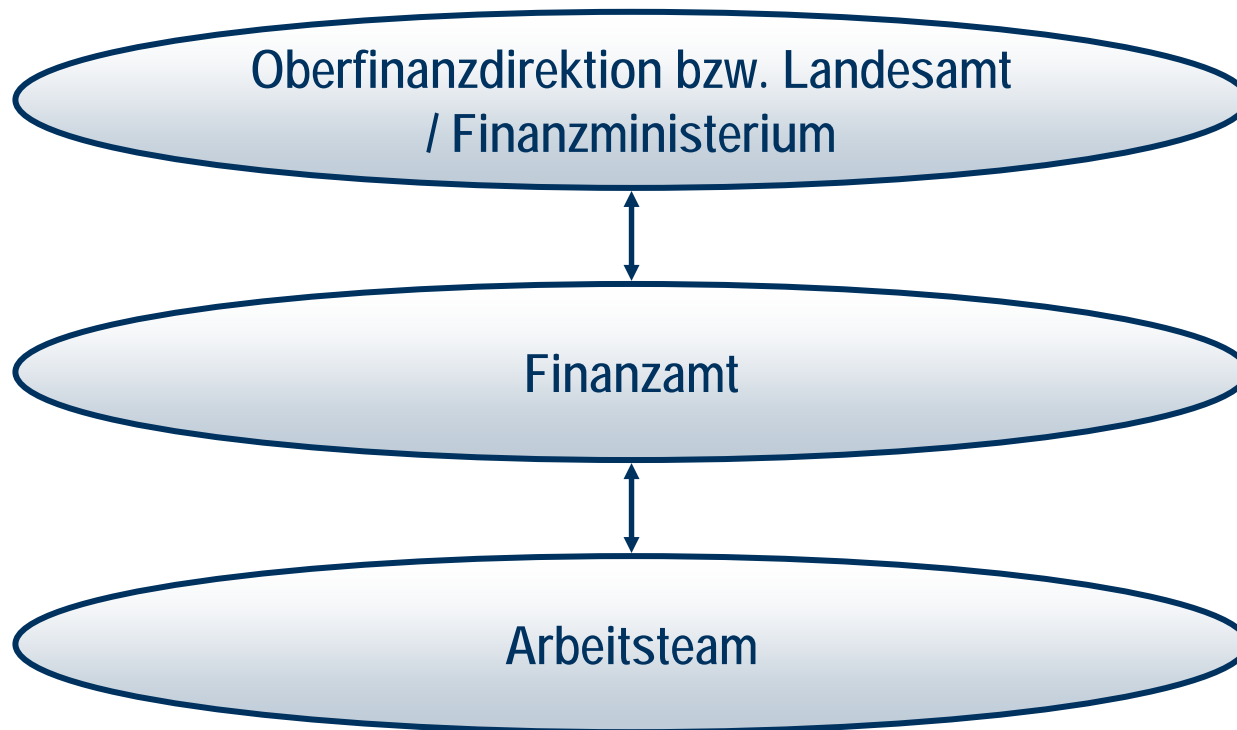 Oberfinanzdirektion bzw. Landesamt
/ Finanzministerium
Finanzamt
Arbeitsteam